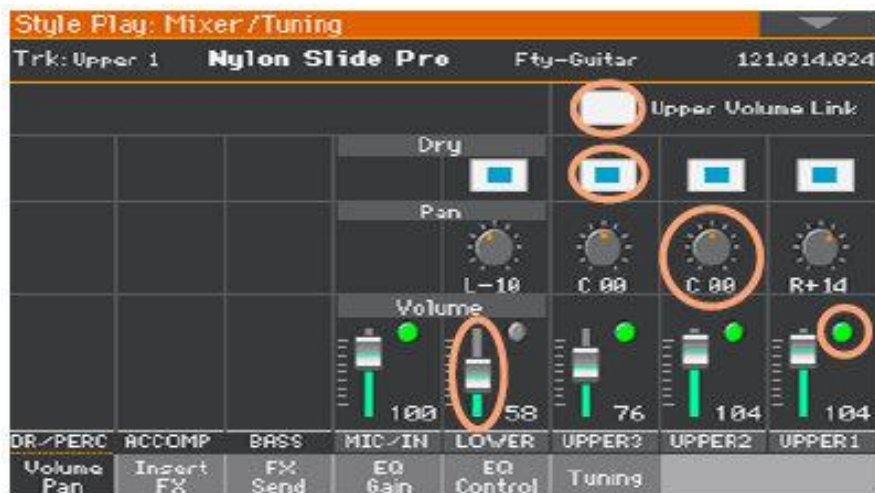 Style Play: Mixer/Tuning
Trk: Upper 1 Nylon Slide Pro Fty-Guitar 121.014.024
Upper Volume Link
Dry
Pan
L-10 C 00 C 00 R+14
Volume
100 58 76 104 104
DR/PERC ACCOMP BASS MIC/IN LOWER UPPER3 UPPER2 UPPER1
Volume Insert FX EQ EQ Tuning
Pan FX Send Gain Control